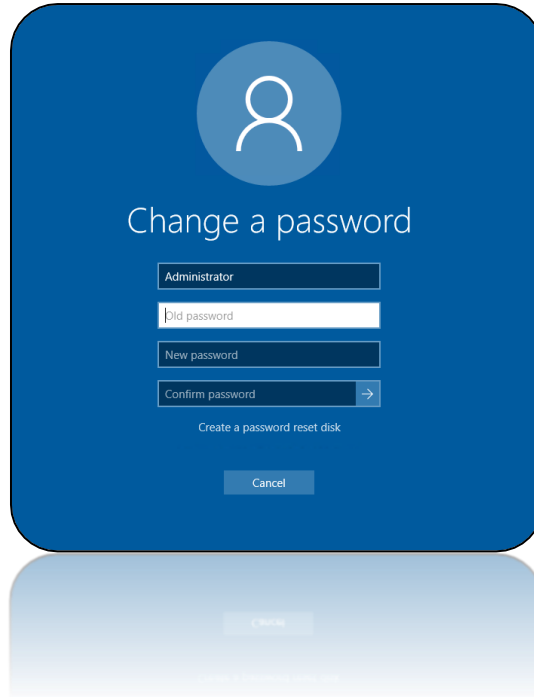 Change a password
Administrator
Old password
New password
Confirm password
Create a password reset disk
Cancel